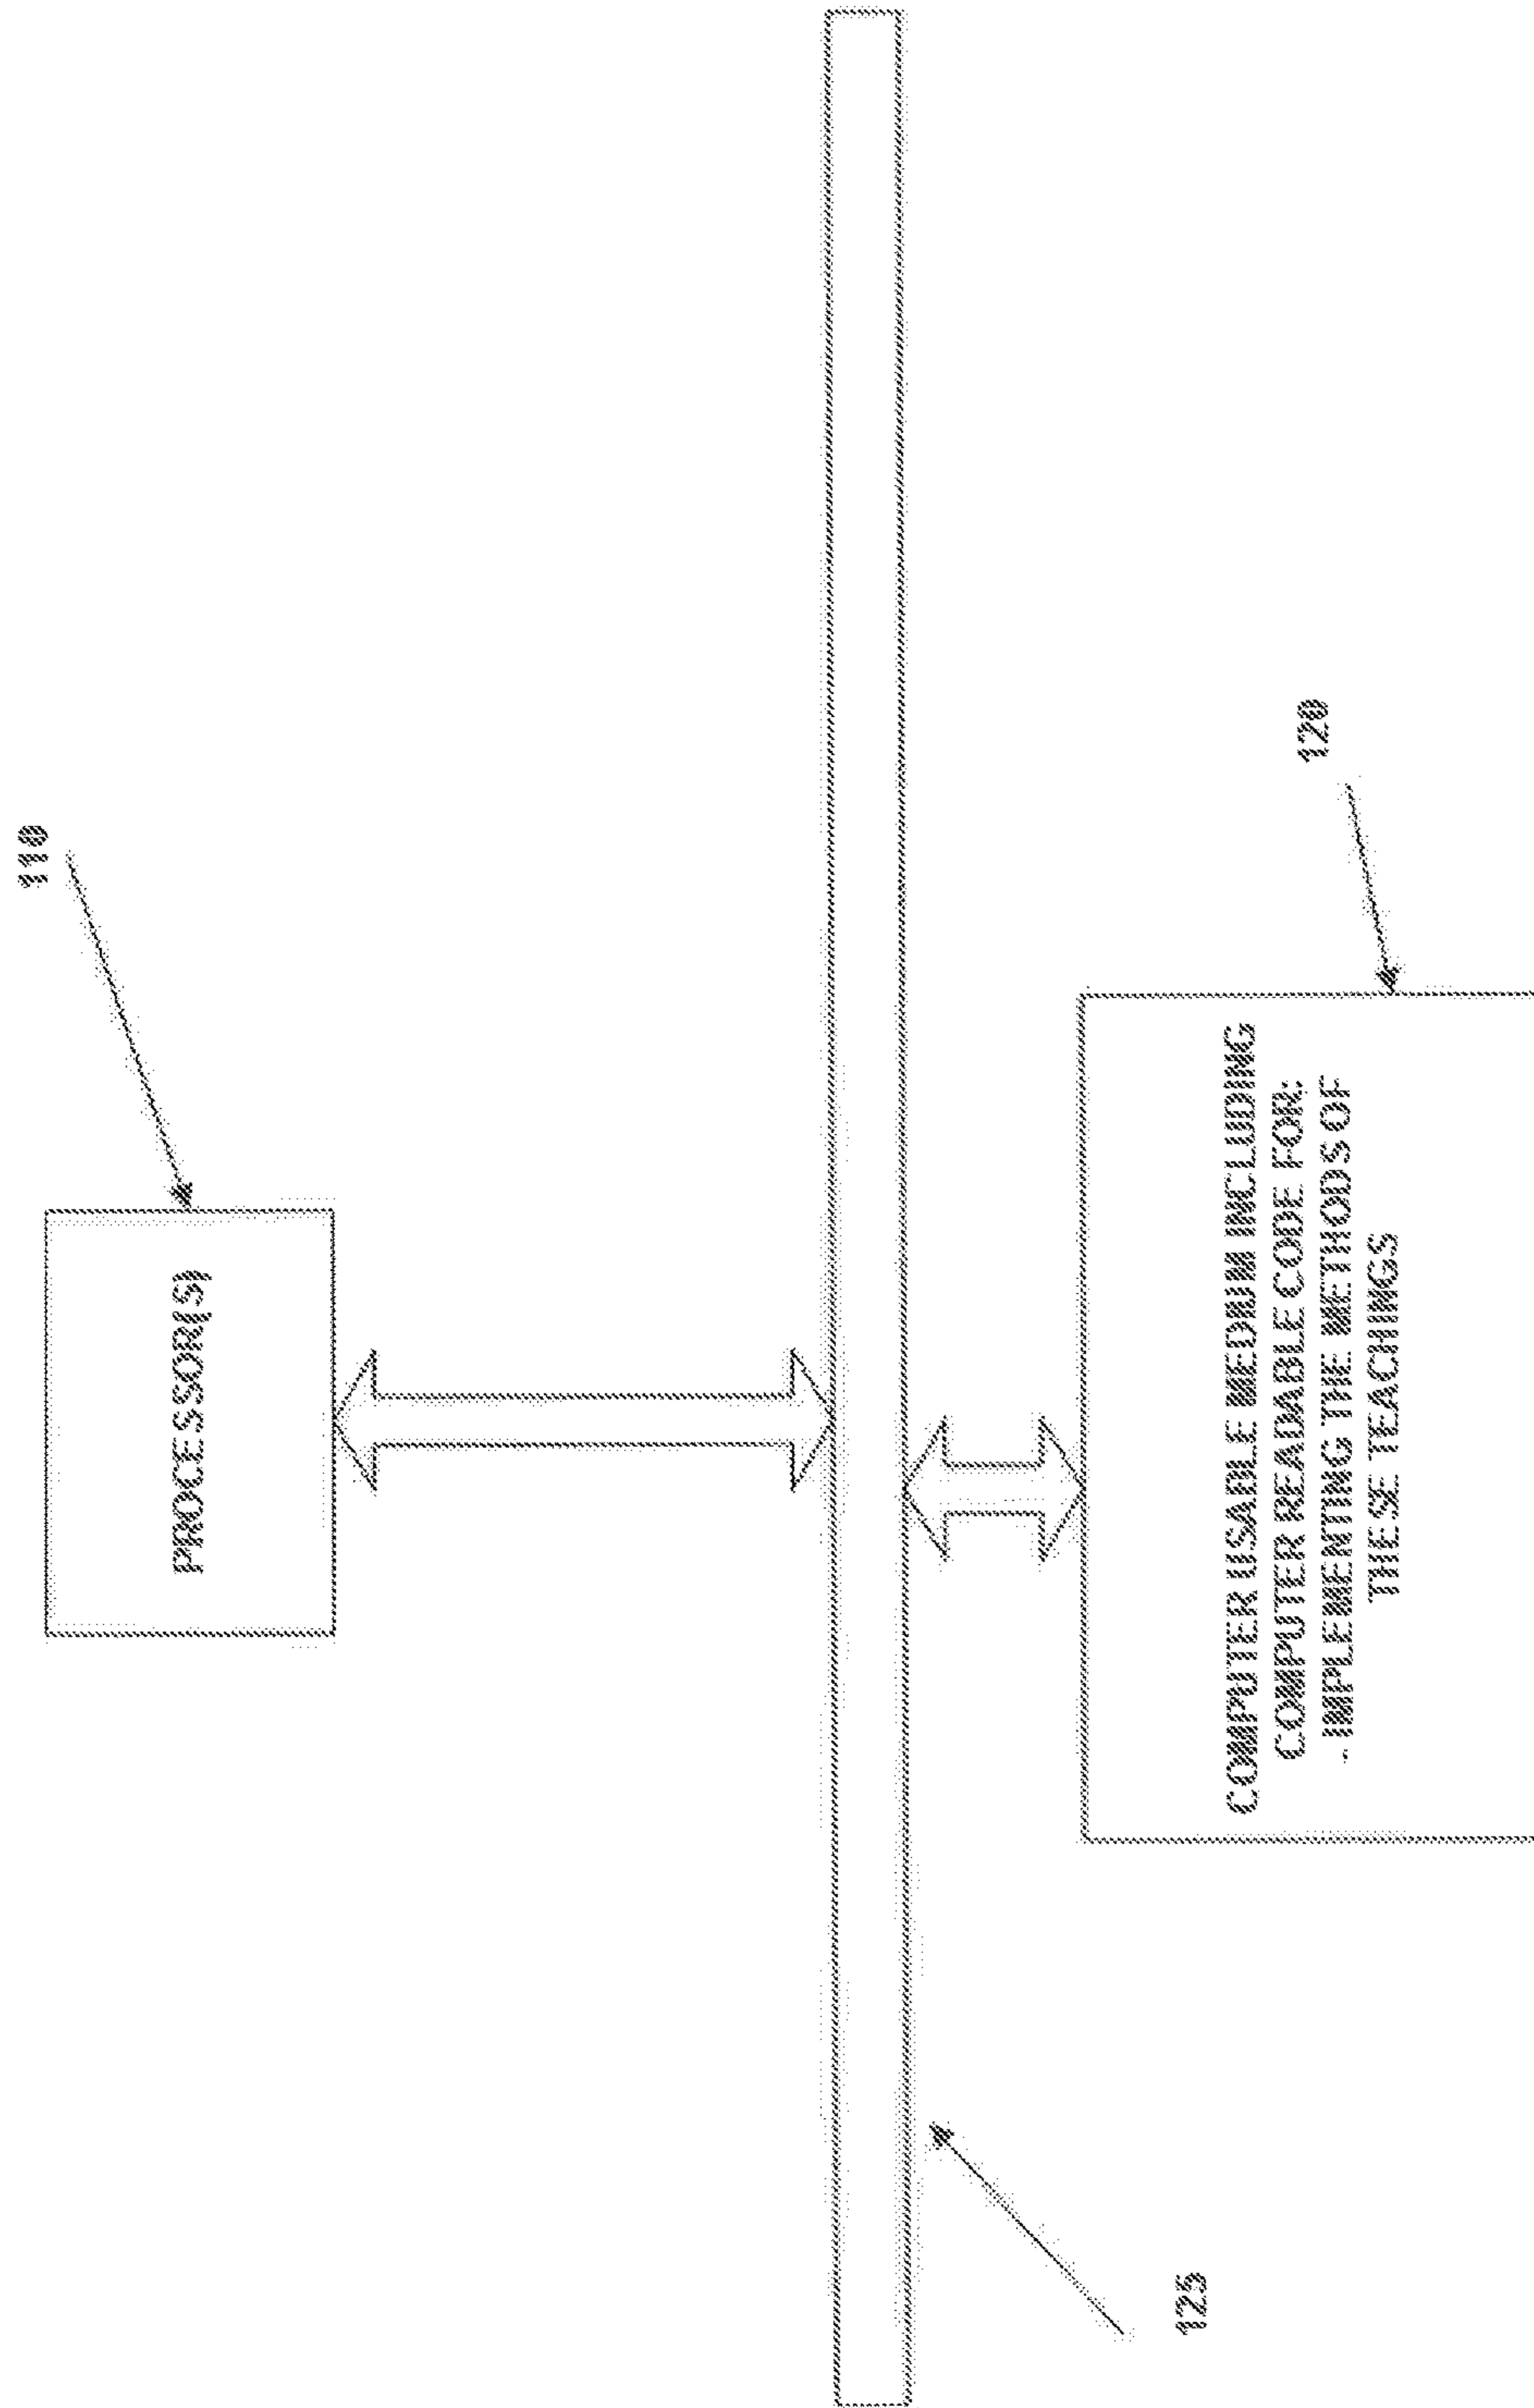 110
PROCESSOR(S)
120
COMPUTER USABLE MEDIUM INCLUDING
COMPUTER READABLE CODE FOR:
- IMPLEMENTING THE METHODS OF
THESE TEACHINGS
125